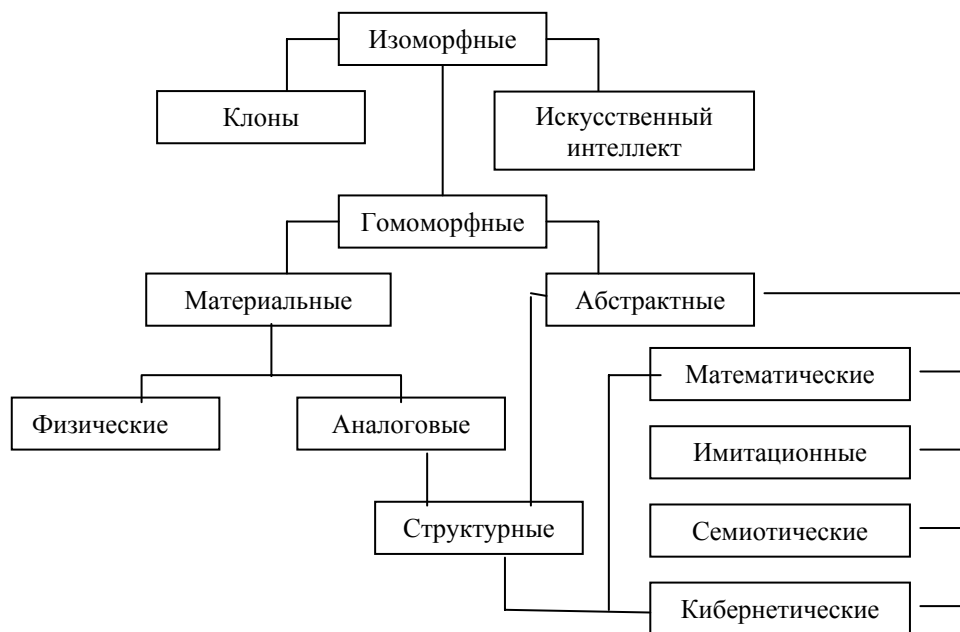 Изоморфные
Клоны
Искусственный
интеллект
Гомоморфные
Материальные
Абстрактные
Математические
Физические
Аналоговые
Имитационные
Структурные
Семиотические
Кибернетические